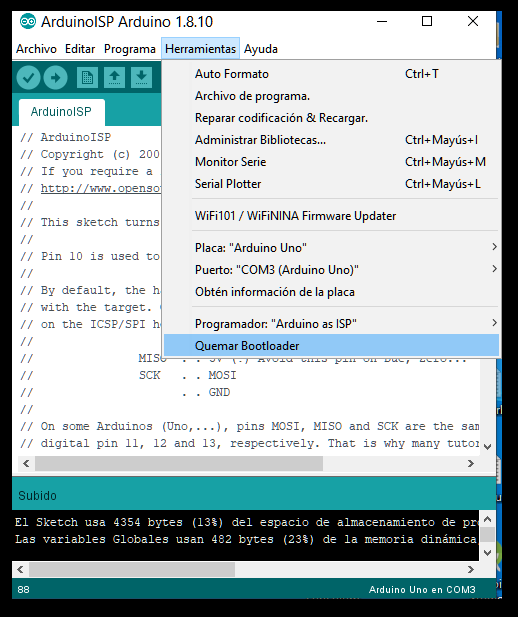 ArduinoISP Arduino 1.8.10
Archivo Editar Programa Herramientas Ayuda
ArduinoISP
Auto Formato Ctrl+T
Archivo de programa.
Reparar codificación & Recargar.
Administrar Bibliotecas... Ctrl+Mayús+I
Monitor Serie Ctrl+Mayús+M
Serial Plotter Ctrl+Mayús+L
WiFi101 / WiFiNINA Firmware Updater
Placa: "Arduino Uno"
Puerto: "COM3 (Arduino Uno)"
Obtén información de la placa
Programador: "Arduino as ISP"
Quemar Bootloader
// ArduinoISP
// Copyright (c) 200
// If you require a
// http://www.openso
//
// This sketch turns
//
// Pin 10 is used to
//
// By default, the ha
// with the target.
// on the ICSP/SPI he
//
// MISO . . 5V (!) Avoid this pin on Due, Zero...
// SCK . . MOSI
// . . GND
//
// On some Arduinos (Uno,...), pins MOSI, MISO and SCK are the sam
// digital pin 11, 12 and 13, respectively. That is why many tutor
Subido
El Sketch usa 4354 bytes (13%) del espacio de almacenamiento de pro
Las variables Globales usan 482 bytes (23%) de la memoria dinámica,
88 Arduino Uno en COM3